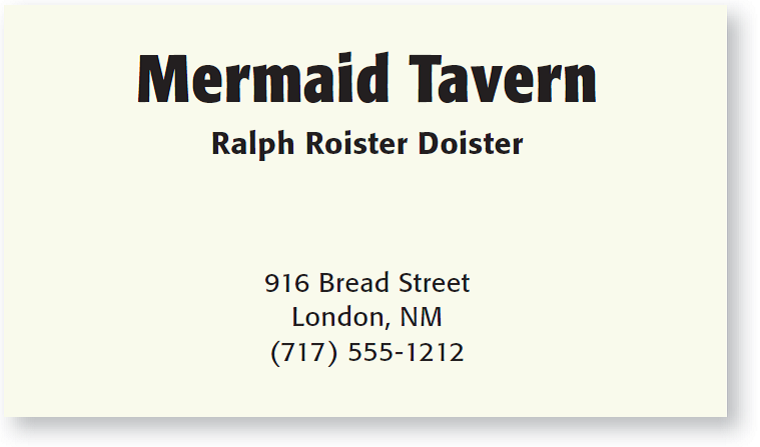 Mermaid Tavern
Ralph Roister Doister
916 Bread Street
London, NM
(717) 555-1212